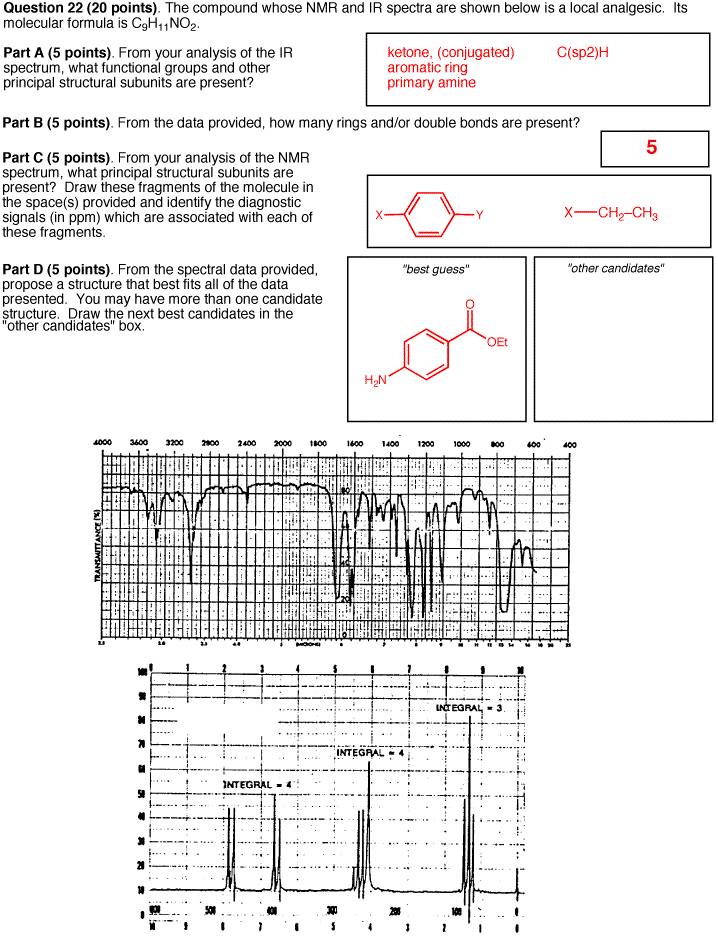 Question 22 (20 points). The compound whose NMR and IR spectra are shown below is a local analgesic. Its
molecular formula is C9H11NO2.
Part A (5 points). From your analysis of the IR
spectrum, what functional groups and other
principal structural subunits are present?
ketone, (conjugated) C(sp2)H
aromatic ring
primary amine
Part B (5 points). From the data provided, how many rings and/or double bonds are present?
5
Part C (5 points). From your analysis of the NMR
spectrum, what principal structural subunits are
present? Draw these fragments of the molecule in
the space(s) provided and identify the diagnostic
signals (in ppm) which are associated with each of
these fragments.
X Y X CH2 CH3
Part D (5 points). From the spectral data provided,
propose a structure that best fits all of the data
presented. You may have more than one candidate
structure. Draw the next best candidates in the
"other candidates" box.
"best guess"
O
OEt
H2N
"other candidates"
4000 3600 3200 2900 2400 2000 1800 1600 1400 1200 1000 800 600 400
TRANSMITTANCE (%)
80
40
20
0
0 1 2 3 4 5 6 7 8 9 10
100
90
80
70
60
50
40
30
20
10
0
INTEGRAL = 3
INTEGRAL = 4
INTEGRAL = 4
500 400 300 200 100 0
10 9 8 7 6 5 4 3 2 1 0